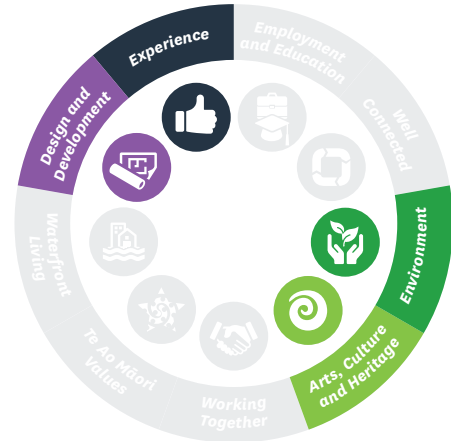 Experience
Employment
and Education
Well
Connected
Environment
Arts, Culture
and Heritage
Working
Together
Te Ao Māori
Values
Waterfront
Living
Design and
Development